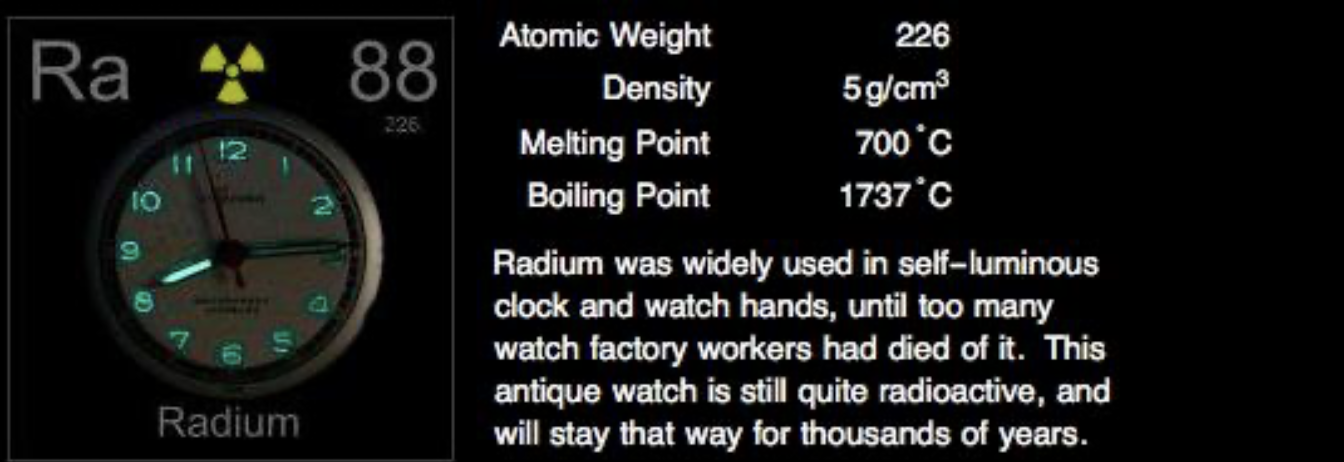 Ra 88
226
12
11 1
10 2
9
8 4
7 5
6
Radium
Atomic Weight 226
Density 5 g/cm³
Melting Point 700 °C
Boiling Point 1737 °C
Radium was widely used in self–luminous
clock and watch hands, until too many
watch factory workers had died of it. This
antique watch is still quite radioactive, and
will stay that way for thousands of years.